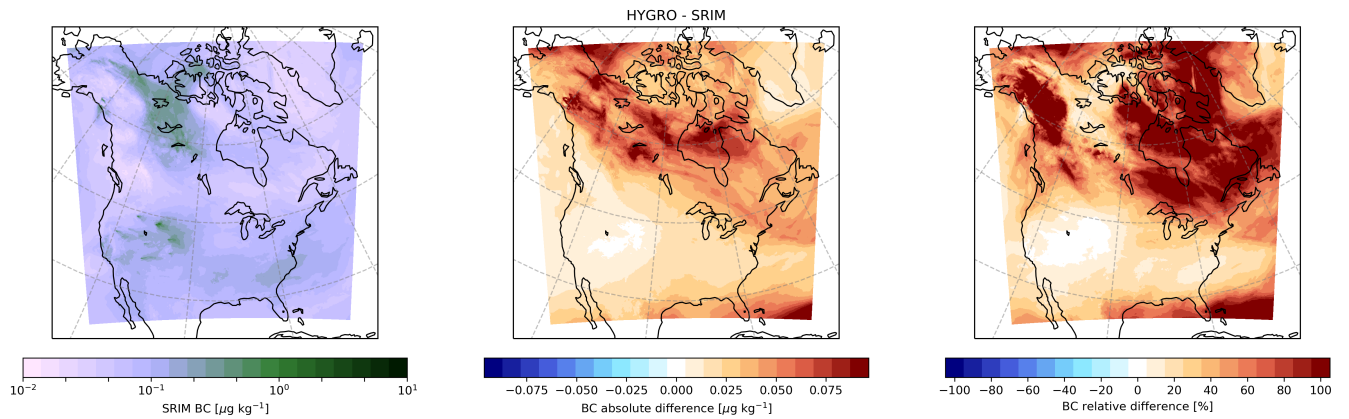 HYGRO - SRIM
10⁻² 10⁻¹ 10⁰ 10¹
SRIM BC [μg kg⁻¹]
−0.075 −0.050 −0.025 0.000 0.025 0.050 0.075
BC absolute difference [μg kg⁻¹]
−100 −80 −60 −40 −20 0 20 40 60 80 100
BC relative difference [%]